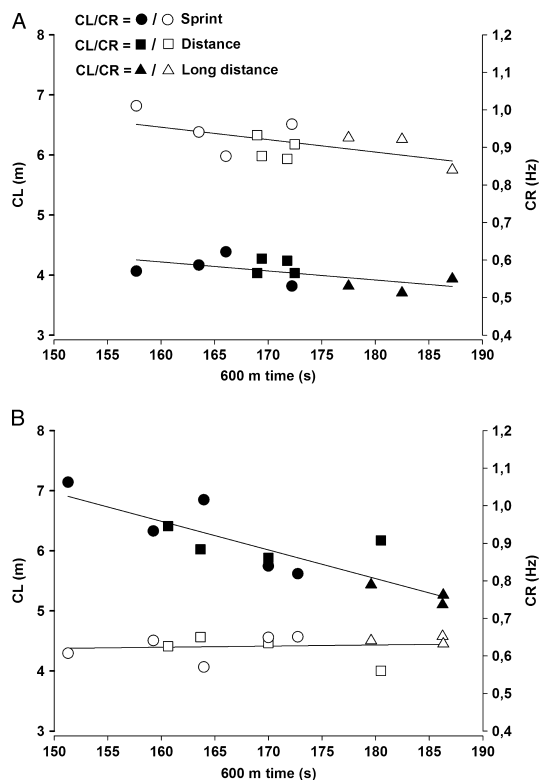 A
CL/CR = ● / ○ Sprint
CL/CR = ■ / □ Distance
CL/CR = ▲ / △ Long distance
8
7
6
5
4
3
CL (m)
1,2
1,1
1,0
0,9
0,8
0,7
0,6
0,5
0,4
CR (Hz)
150 155 160 165 170 175 180 185 190
600 m time (s)
B
8
7
6
5
4
3
CL (m)
1,2
1,1
1,0
0,9
0,8
0,7
0,6
0,5
0,4
CR (Hz)
150 155 160 165 170 175 180 185 190
600 m time (s)